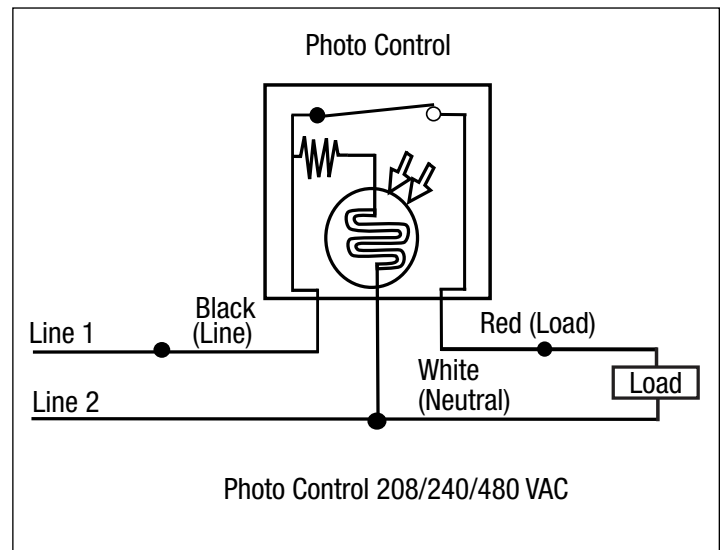 Photo Control
Black
(Line)
Line 1
Red (Load)
White
(Neutral)
Load
Line 2
Photo Control 208/240/480 VAC